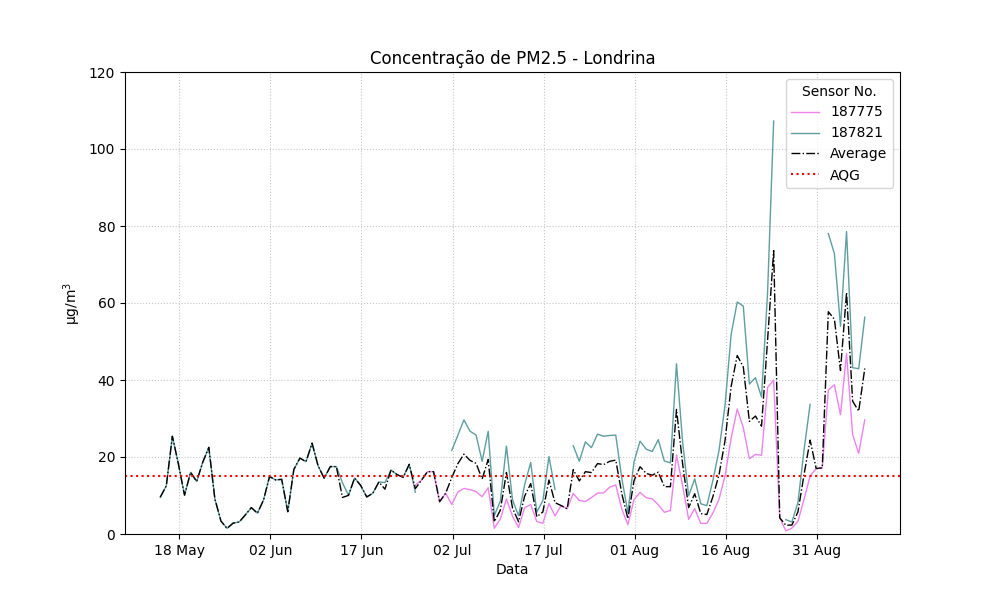 Concentração de PM2.5 - Londrina
120
100
80
60
40
20
0
µg/m³
Sensor No.
187775
187821
Average
AQG
18 May
02 Jun
17 Jun
02 Jul
17 Jul
01 Aug
16 Aug
31 Aug
Data